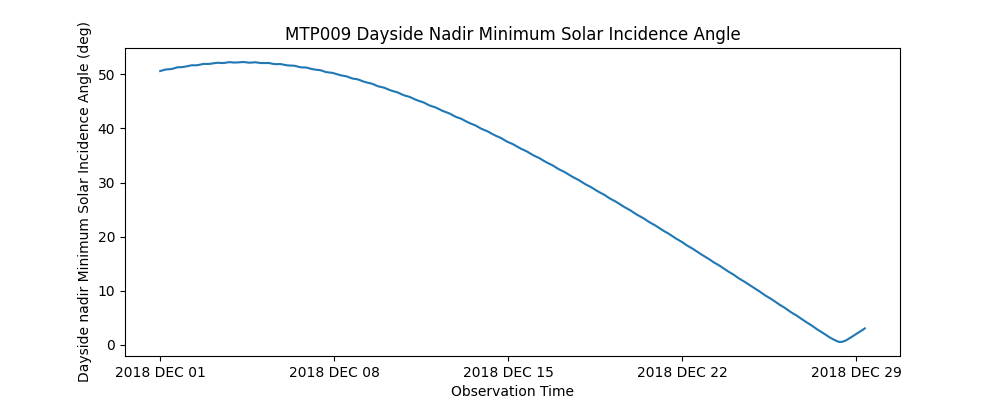 MTP009 Dayside Nadir Minimum Solar Incidence Angle
Dayside nadir Minimum Solar Incidence Angle (deg)
50
40
30
20
10
0
2018 DEC 01
2018 DEC 08
2018 DEC 15
2018 DEC 22
2018 DEC 29
Observation Time